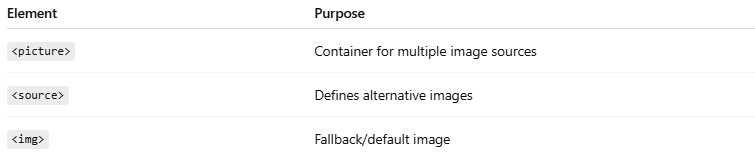 Element Purpose
<picture> Container for multiple image sources
<source> Defines alternative images
<img> Fallback/default image